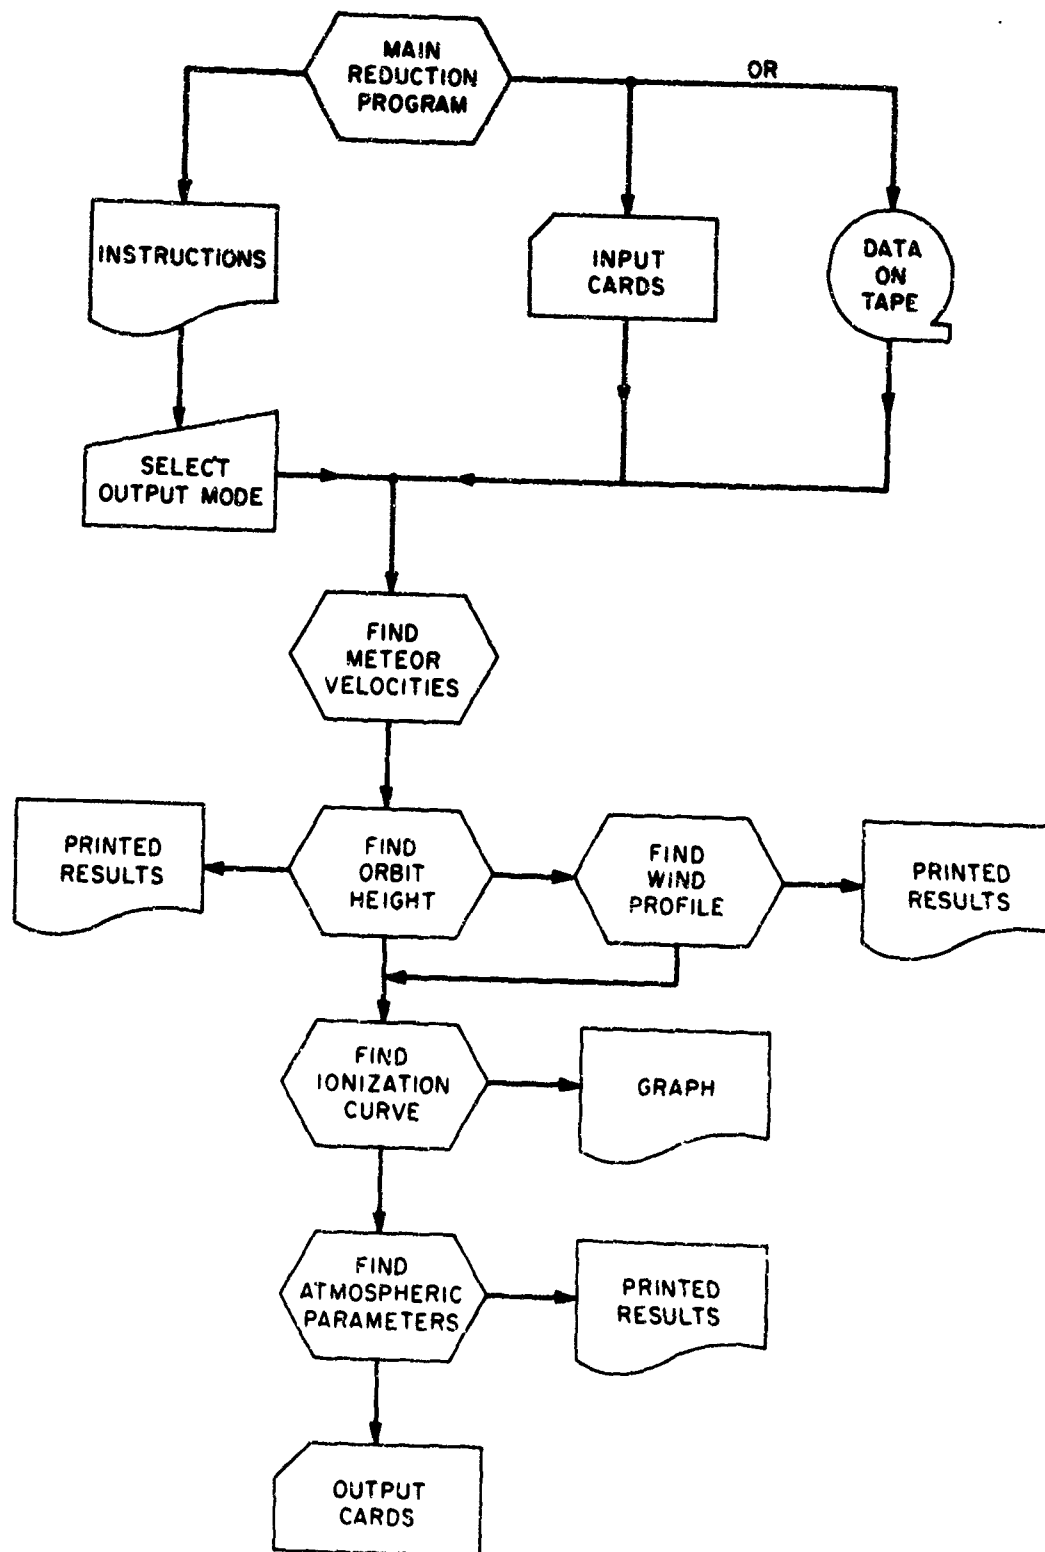 MAIN
REDUCTION
PROGRAM
OR
INSTRUCTIONS
INPUT
CARDS
DATA
ON
TAPE
SELECT
OUTPUT MODE
FIND
METEOR
VELOCITIES
PRINTED
RESULTS
FIND
ORBIT
HEIGHT
FIND
WIND
PROFILE
PRINTED
RESULTS
FIND
IONIZATION
CURVE
GRAPH
FIND
ATMOSPHERIC
PARAMETERS
PRINTED
RESULTS
OUTPUT
CARDS